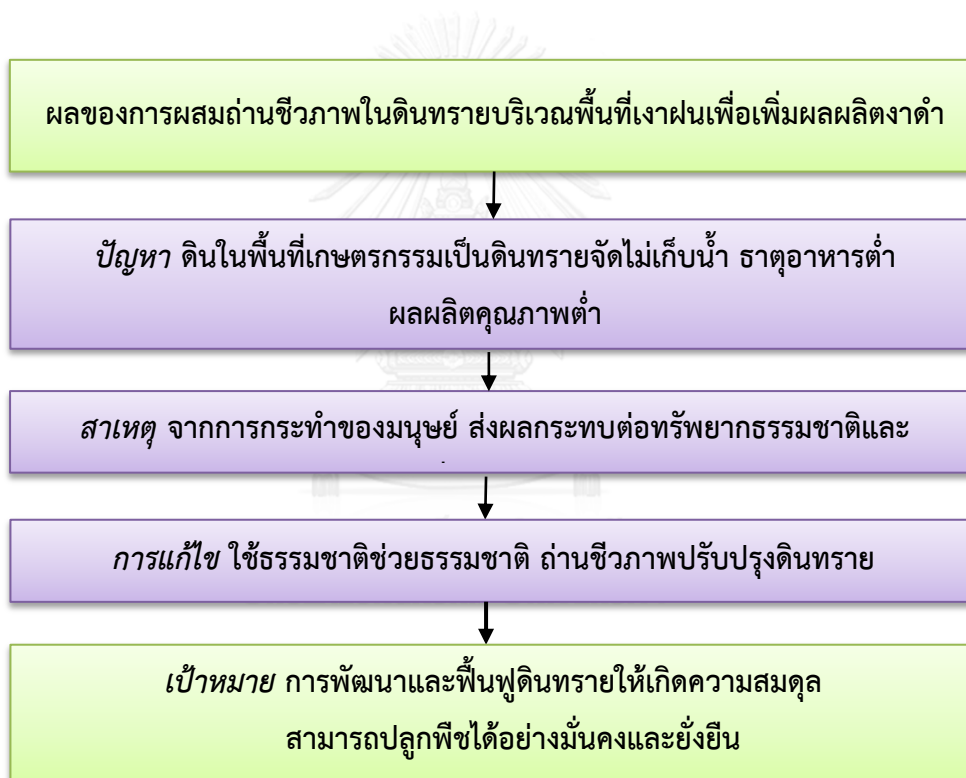 ผลของการผสมถ่านชีวภาพในดินทรายบริเวณพื้นที่เงาฝนเพื่อเพิ่มผลผลิตงาดำ
ปัญหา ดินในพื้นที่เกษตรกรรมเป็นดินทรายจัดไม่เก็บน้ำ ธาตุอาหารต่ำ
ผลผลิตคุณภาพต่ำ
สาเหตุ จากการกระทำของมนุษย์ ส่งผลกระทบต่อทรัพยากรธรรมชาติและ
การแก้ไข ใช้ธรรมชาติช่วยธรรมชาติ ถ่านชีวภาพปรับปรุงดินทราย
เป้าหมาย การพัฒนาและฟื้นฟูดินทรายให้เกิดความสมดุล
สามารถปลูกพืชได้อย่างมั่นคงและยั่งยืน